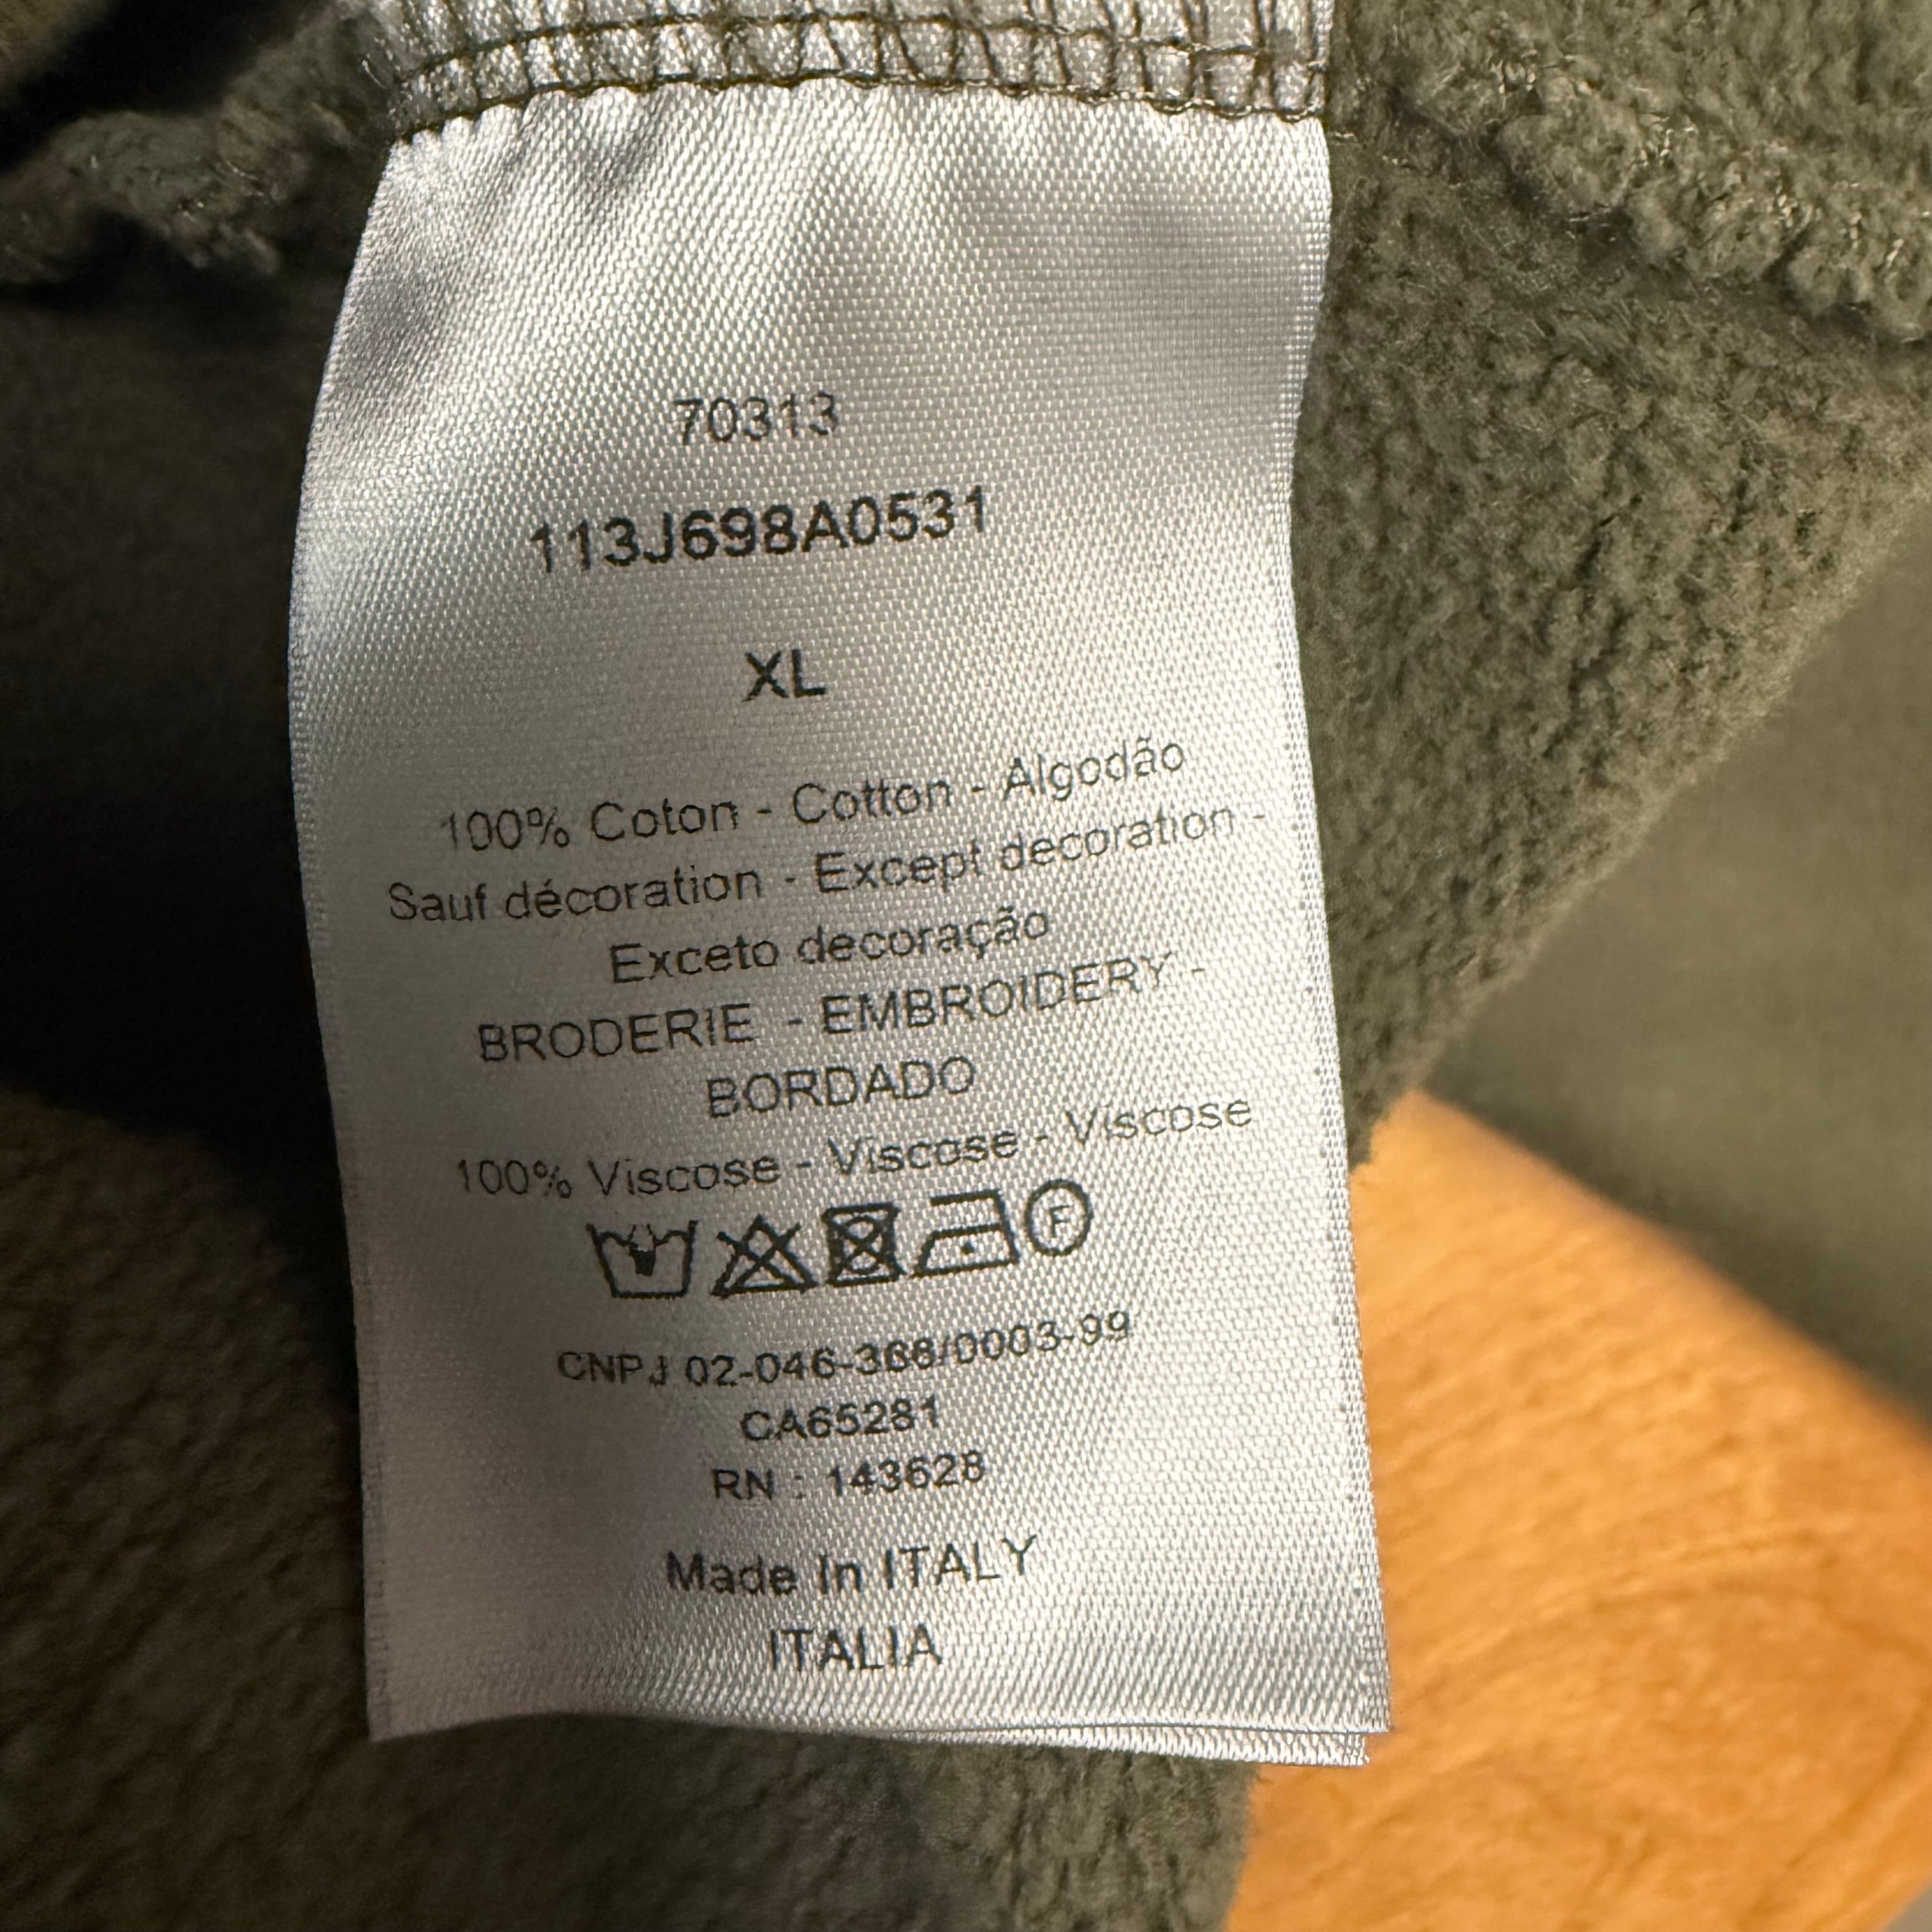 70313
113J698A0531
XL
100% Coton - Cotton - Algodão
Sauf décoration - Except decoration -
Exceto decoração
BRODERIE - EMBROIDERY -
BORDADO
100% Viscose - Viscose - Viscose
F
CNPJ 02-046-366/0003-99
CA65281
RN : 143628
Made In ITALY
ITALIA